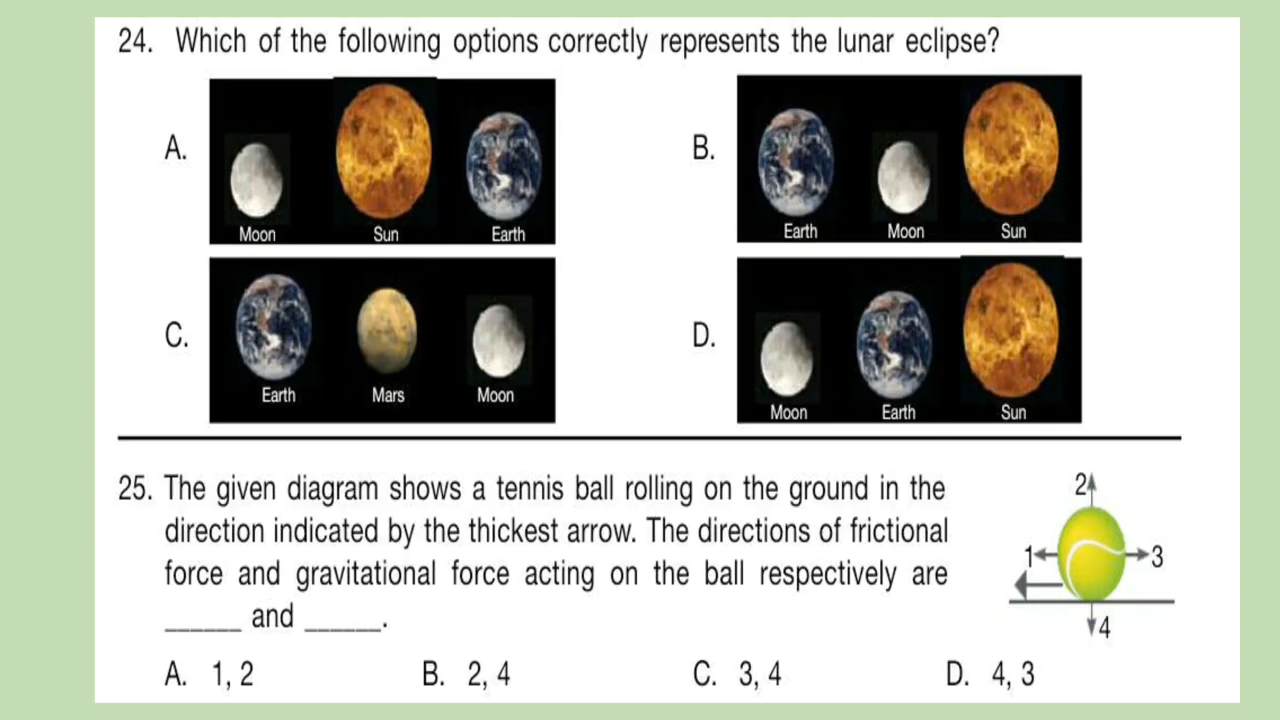 24. Which of the following options correctly represents the lunar eclipse?
A.
Moon Sun Earth
B.
Earth Moon Sun
C.
Earth Mars Moon
D.
Moon Earth Sun
25. The given diagram shows a tennis ball rolling on the ground in the
direction indicated by the thickest arrow. The directions of frictional
force and gravitational force acting on the ball respectively are
______ and ______.
2
1 3
4
A. 1, 2 B. 2, 4 C. 3, 4 D. 4, 3